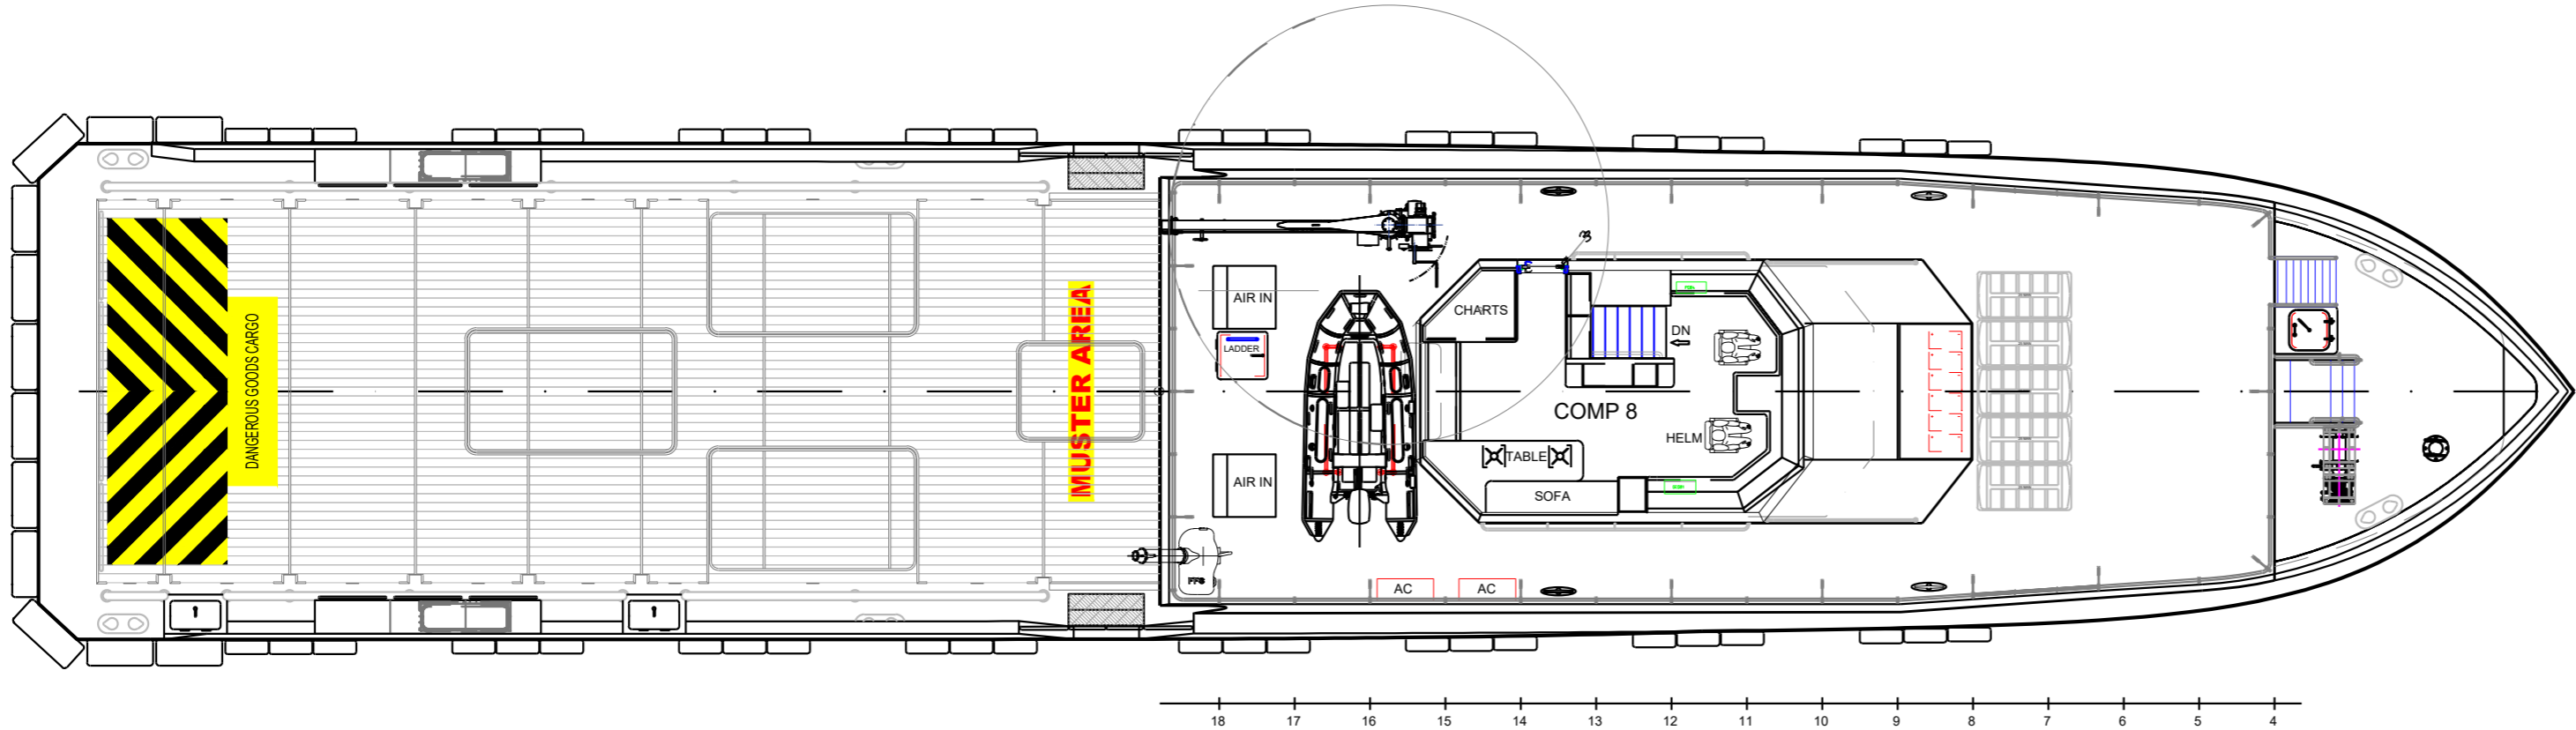 DANGEROUS GOODS CARGO
MUSTER AREA
AIR IN
LADDER
AIR IN
FFS
CHARTS
DN
COMP 8
HELM
TABLE
SOFA
AC
AC
18 17 16 15 14 13 12 11 10 9 8 7 6 5 4